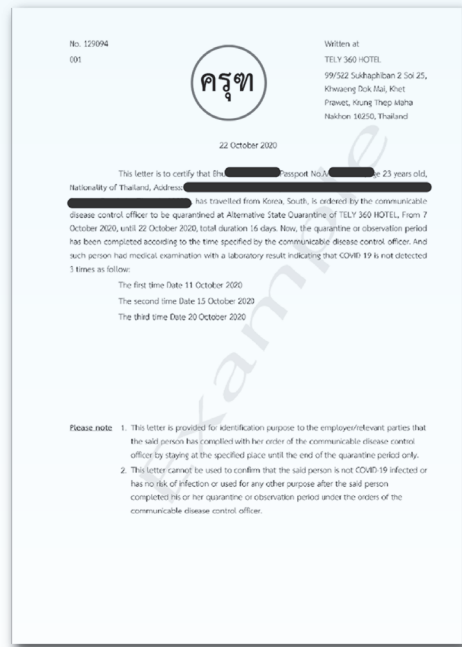 No. 129094
001
ครุฑ
Written at
TELY 360 HOTEL
99/522 Sukhaphiban 2 Soi 25,
Khwaeng Dok Mai, Khet
Prawet, Krung Thep Maha
Nakhon 10250, Thailand
22 October 2020
This letter is to certify that Bhu Passport No.A ge 23 years old,
Nationality of Thailand, Address:
, has travelled from Korea, South, is ordered by the communicable
disease control officer to be quarantined at Alternative State Quarantine of TELY 360 HOTEL, From 7
October 2020, until 22 October 2020, total duration 16 days. Now, the quarantine or observation period
has been completed according to the time specified by the communicable disease control officer. And
such person had medical examination with a laboratory result indicating that COVID 19 is not detected
3 times as follow:
The first time Date 11 October 2020
The second time Date 15 October 2020
The third time Date 20 October 2020
Example
Please note 1. This letter is provided for identification purpose to the employer/relevant parties that
the said person has complied with her order of the communicable disease control
officer by staying at the specified place until the end of the quarantine period only.
2. This letter cannot be used to confirm that the said person is not COVID-19 infected or
has no risk of infection or used for any other purpose after the said person
completed his or her quarantine or observation period under the orders of the
communicable disease control officer.